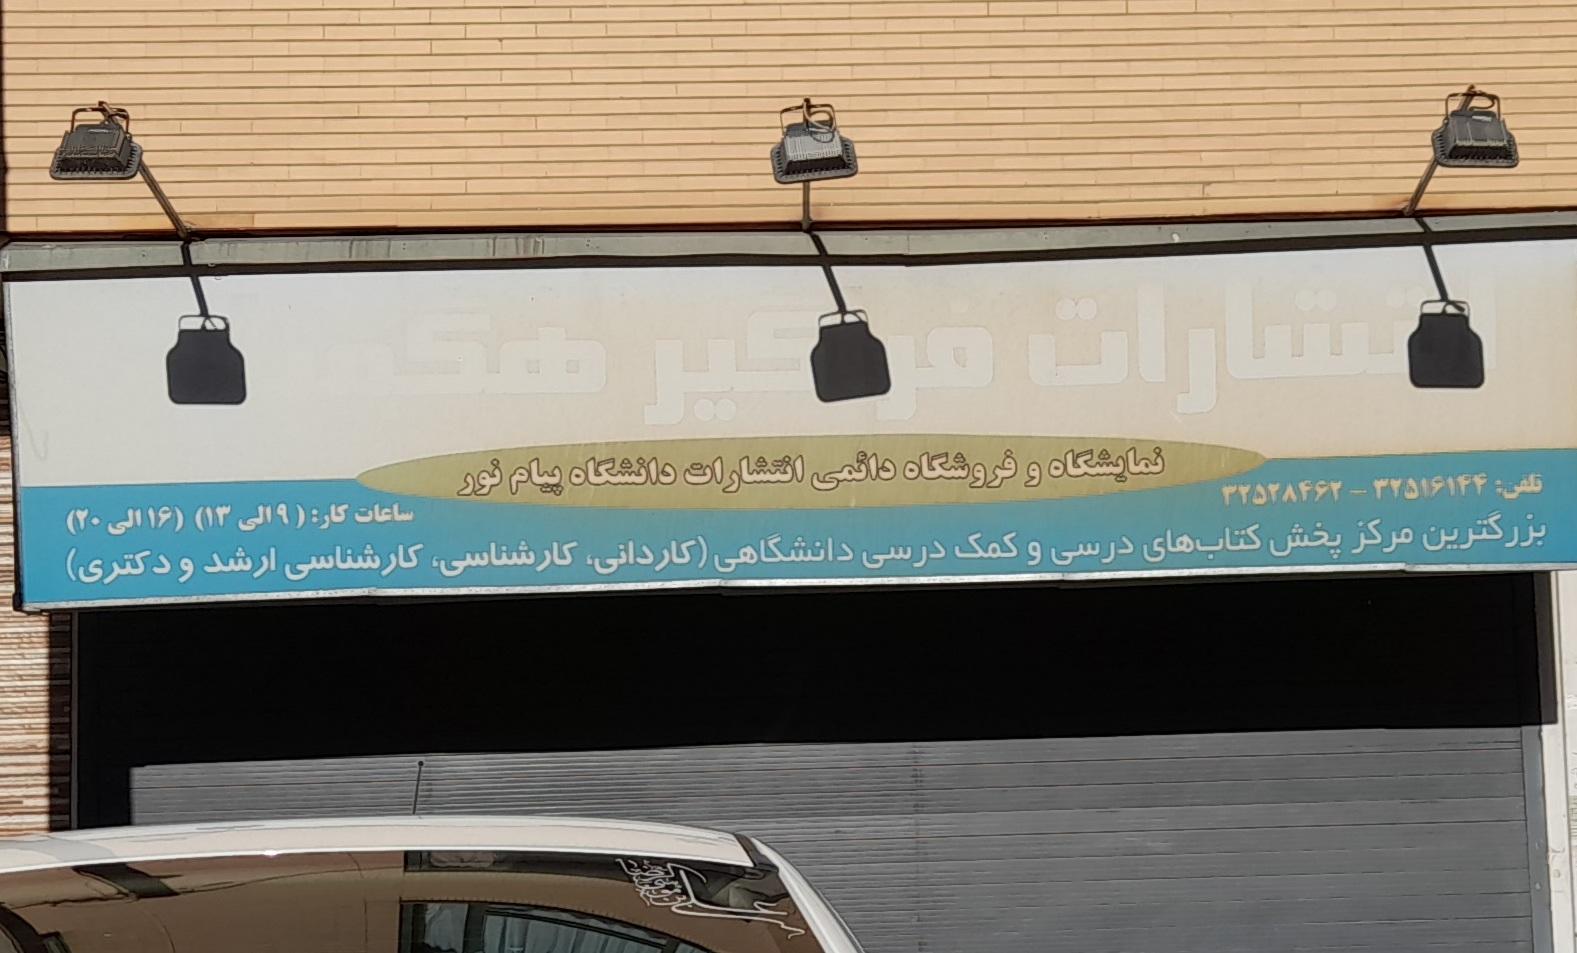 انتشارات فراگیر
نمایشگاه و فروشگاه دائمی انتشارات دانشگاه پیام نور
تلفن: ۳۲۵۱۶۱۴۴ – ۳۲۵۲۸۴۶۲
ساعات کار: (۹ الی ۱۳) (۱۶ الی ۲۰)
بزرگترین مرکز پخش کتاب‌های درسی و کمک درسی دانشگاهی (کاردانی، کارشناسی، کارشناسی ارشد و دکتری)